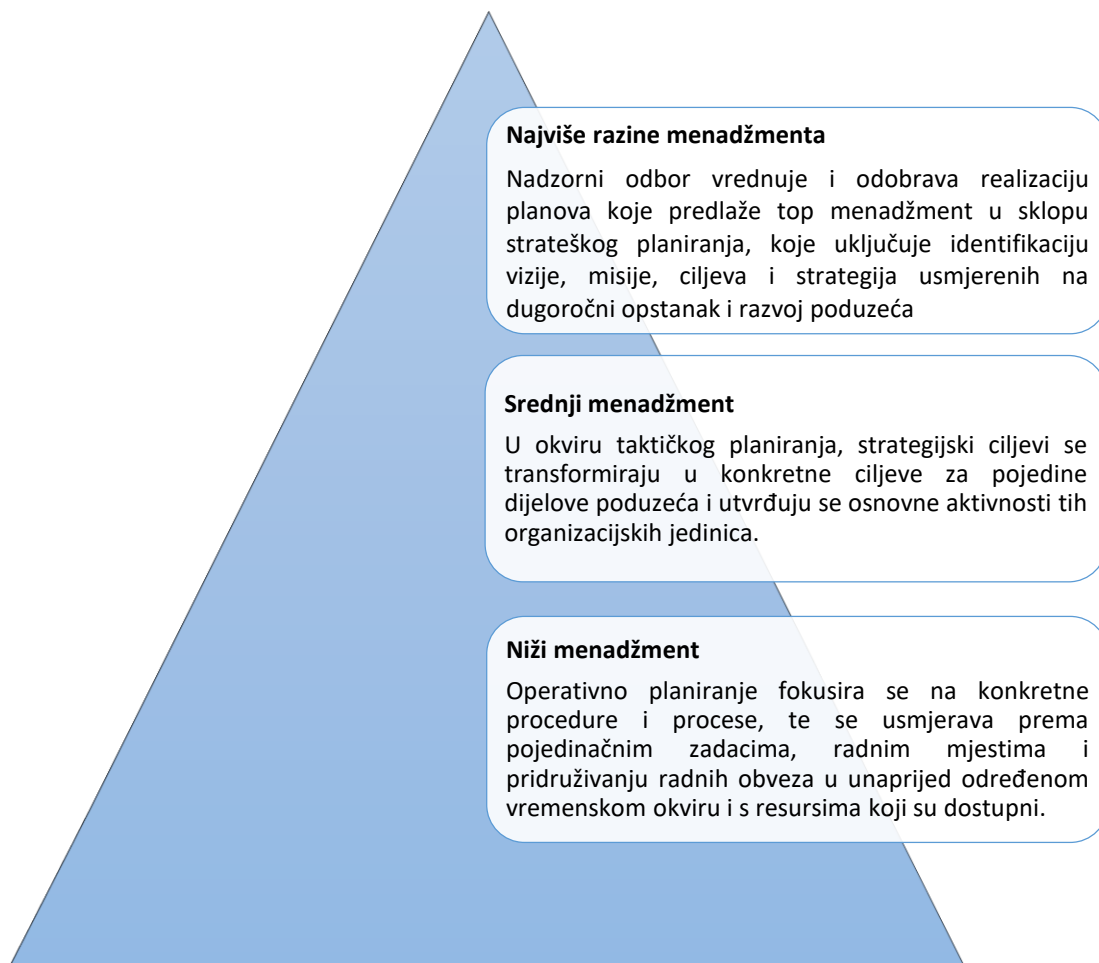 Najviše razine menadžmenta
Nadzorni odbor vrednuje i odobrava realizaciju
planova koje predlaže top menadžment u sklopu
strateškog planiranja, koje uključuje identifikaciju
vizije, misije, ciljeva i strategija usmjerenih na
dugoročni opstanak i razvoj poduzeća
Srednji menadžment
U okviru taktičkog planiranja, strategijski ciljevi se
transformiraju u konkretne ciljeve za pojedine
dijelove poduzeća i utvrđuju se osnovne aktivnosti tih
organizacijskih jedinica.
Niži menadžment
Operativno planiranje fokusira se na konkretne
procedure i procese, te se usmjerava prema
pojedinačnim zadacima, radnim mjestima i
pridruživanju radnih obveza u unaprijed određenom
vremenskom okviru i s resursima koji su dostupni.